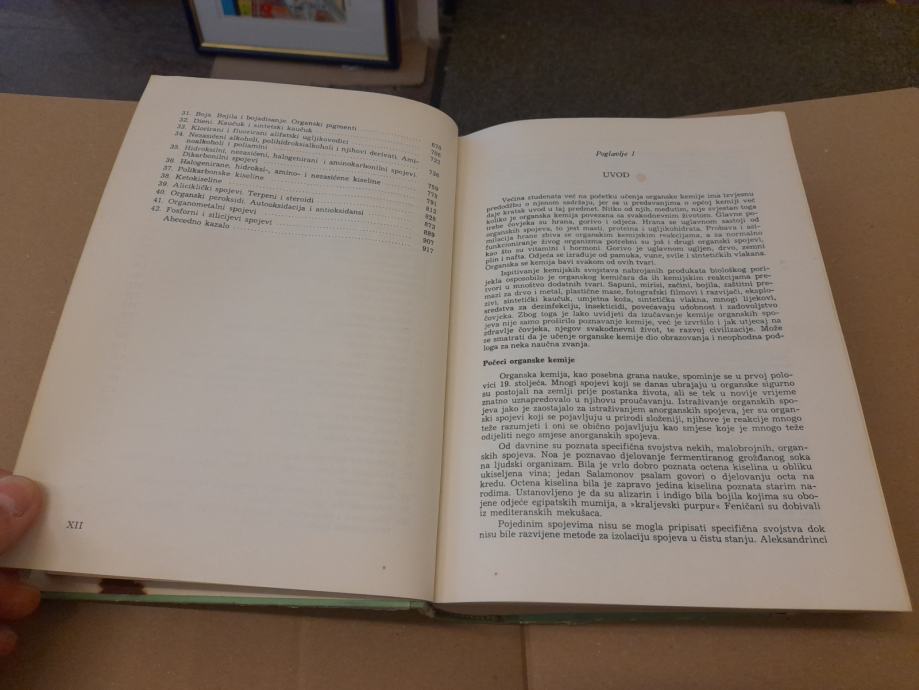 31. Boja. Bojila i bojadisanje. Organski pigmenti
32. Dieni. Kaučuk i sintetski kaučuk 678
33. Klorirani i fluorirani alifatski ugljikovodici 706
34. Nezasićeni alkoholi, polihidroksialkoholi i njihovi derivati. Ami- 722
noalkoholi i poliamini 736
35. Hidroksilni, nezasićeni, halogenirani i aminokarbonilni spojevi.
Dikarbonilni spojevi 759
36. Halogenirane, hidroksi-, amino- i nezasićene kiseline 773
37. Polikarbonske kiseline 791
38. Ketokiseline 813
39. Aliciklički spojevi. Terpeni i steroidi 828
40. Organski peroksidi. Autooksidacija i antioksidansi 873
41. Organometalni spojevi 889
42. Fosforni i silicijevi spojevi 907
Abecedno kazalo 917
XII
Poglavlje 1
UVOD
Većina studenata već na početku učenja organske kemije ima izvjesnu
predodžbu o njenom sadržaju, jer se u predavanjima o općoj kemiji već
daje kratak uvod u taj predmet. Nitko od njih, međutim, nije svjestan toga
koliko je organska kemija povezana sa svakodnevnim životom. Glavne po-
trebe čovjeka su hrana, gorivo i odjeća. Hrana se uglavnom sastoji od
organskih spojeva, to jest masti, proteina i ugljikohidrata. Probava i asi-
milacija hrane zbiva se organskim kemijskim reakcijama, a za normalno
funkcioniranje živog organizma potrebni su još i drugi organski spojevi,
kao što su vitamini i hormoni. Gorivo je uglavnom ugljen, drvo, zemni
plin i nafta. Odjeća se izrađuje od pamuka, vune, svile i sintetičkih vlakana.
Organska se kemija bavi svakom od ovih tvari.
Ispitivanje kemijskih svojstava nabrojanih produkata biološkog pori-
jekla osposobilo je organskog kemičara da ih kemijskim reakcijama pre-
tvori u mnoštvo dodatnih tvari. Sapuni, mirisi, začini, bojila, zaštitni pre-
mazi za drvo i metal, plastične mase, fotografski filmovi i razvijači, eksplo-
zivi, sintetički kaučuk, umjetna koža, sintetička vlakna, mnogi lijekovi,
sredstva za dezinfekciju, insekticidi, povećavaju udobnost i zadovoljstvo
čovjeka. Zbog toga je lako uvidjeti da izučavanje kemije organskih spo-
jeva nije samo proširilo poznavanje kemije, već je izvršilo i jak utjecaj na
zdravlje čovjeka, njegov svakodnevni život, te razvoj civilizacije. Može
se smatrati da je učenje organske kemije dio obrazovanja i neophodna pod-
loga za neka naučna zvanja.
Počeci organske kemije
Organska kemija, kao posebna grana nauke, spominje se u prvoj polo-
vici 19. stoljeća. Mnogi spojevi koji se danas ubrajaju u organske sigurno
su postojali na zemlji prije postanka života, ali se tek u novije vrijeme
znatno uznapredovalo u njihovu proučavanju. Istraživanje organskih spo-
jeva jako je zaostajalo za istraživanjem anorganskih spojeva, jer su organ-
ski spojevi koji se pojavljuju u prirodi složeniji, njihove je reakcije mnogo
teže razumjeti i oni se obično pojavljuju kao smjese koje je mnogo teže
odijeliti nego smjese anorganskih spojeva.
Od davnine su poznata specifična svojstva nekih, malobrojnih, organ-
skih spojeva. Noa je poznavao djelovanje fermentiranog grožđanog soka
na ljudski organizam. Bila je vrlo dobro poznata octena kiselina u obliku
ukiseljena vina; jedan Salamonov psalam govori o djelovanju octa na
kredu. Octena kiselina bila je zapravo jedina kiselina poznata starim na-
rodima. Ustanovljeno je da su alizarin i indigo bila bojila kojima su obo-
jene odjeće egipatskih mumija, a »kraljevski purpur« Feničani su dobivali
iz mediteranskih mekušaca.
Pojedinim spojevima nisu se mogla pripisati specifična svojstva dok
nisu bile razvijene metode za izolaciju spojeva u čistu stanju. Aleksandrinci